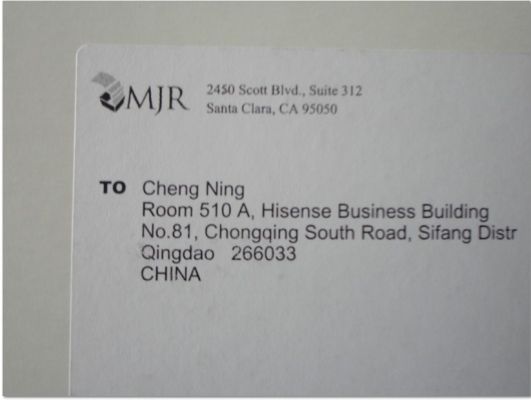 MJR
2450 Scott Blvd., Suite 312
Santa Clara, CA 95050
TO Cheng Ning
Room 510 A, Hisense Business Building
No.81, Chongqing South Road, Sifang Distr
Qingdao 266033
CHINA